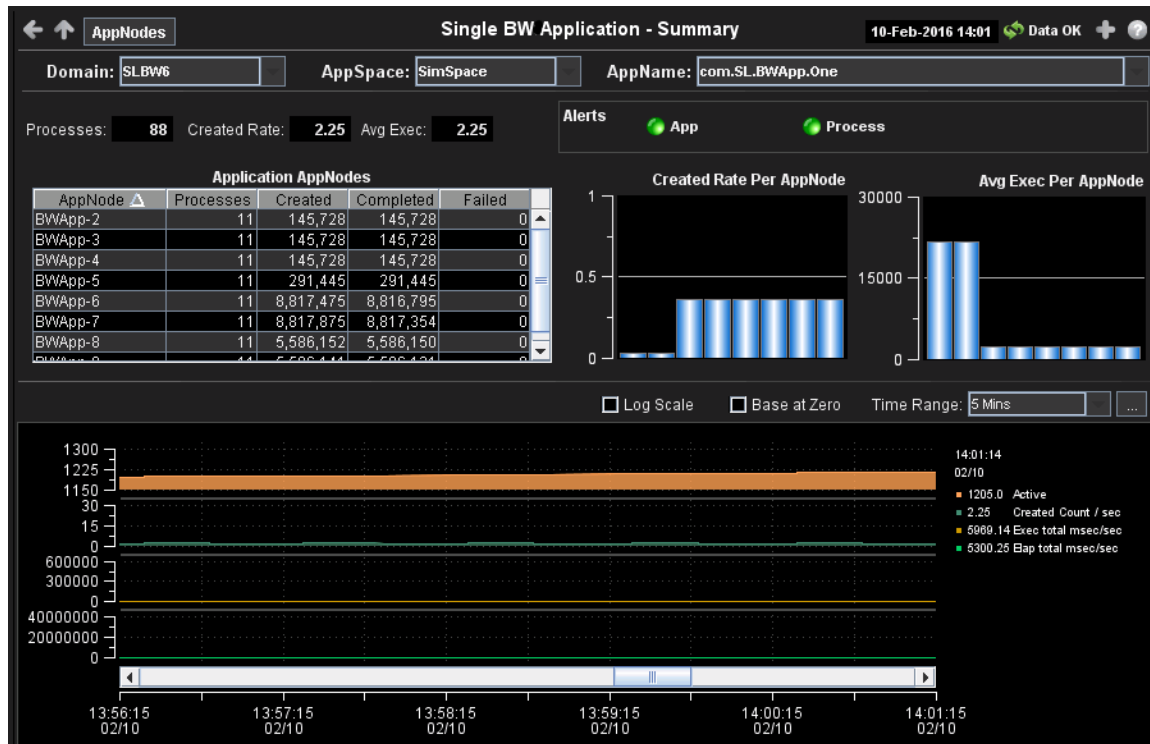 AppNodes
Single BW Application - Summary
10-Feb-2016 14:01
Data OK
Domain: SLBW6
AppSpace: SimSpace
AppName: com.SL.BWApp.One
Processes: 88
Created Rate: 2.25
Avg Exec: 2.25
Alerts
App
Process
Application AppNodes
AppNode Processes Created Completed Failed
BWApp-2 11 145,728 145,728 0
BWApp-3 11 145,728 145,728 0
BWApp-4 11 145,728 145,728 0
BWApp-5 11 291,445 291,445 0
BWApp-6 11 8,817,475 8,816,795 0
BWApp-7 11 8,817,875 8,817,354 0
BWApp-8 11 5,586,152 5,586,150 0
Created Rate Per AppNode
1
0.5
0
Avg Exec Per AppNode
30000
15000
0
Log Scale
Base at Zero
Time Range: 5 Mins
...
1300
1225
1150
30
15
0
600000
300000
0
40000000
20000000
0
14:01:14
02/10
1205.0 Active
2.25 Created Count / sec
5969.14 Exec total msec/sec
5300.25 Elap total msec/sec
13:56:15 13:57:15 13:58:15 13:59:15 14:00:15 14:01:15
02/10 02/10 02/10 02/10 02/10 02/10